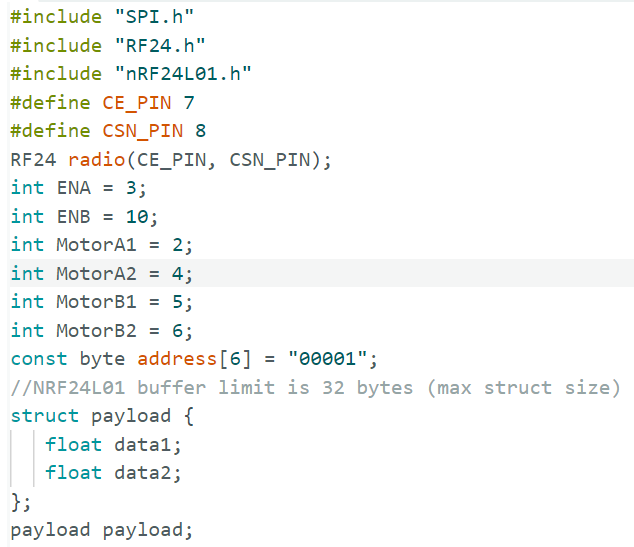 #include "SPI.h"
#include "RF24.h"
#include "nRF24L01.h"
#define CE_PIN 7
#define CSN_PIN 8
RF24 radio(CE_PIN, CSN_PIN);
int ENA = 3;
int ENB = 10;
int MotorA1 = 2;
int MotorA2 = 4;
int MotorB1 = 5;
int MotorB2 = 6;
const byte address[6] = "00001";
//NRF24L01 buffer limit is 32 bytes (max struct size)
struct payload {
   float data1;
   float data2;
};
payload payload;